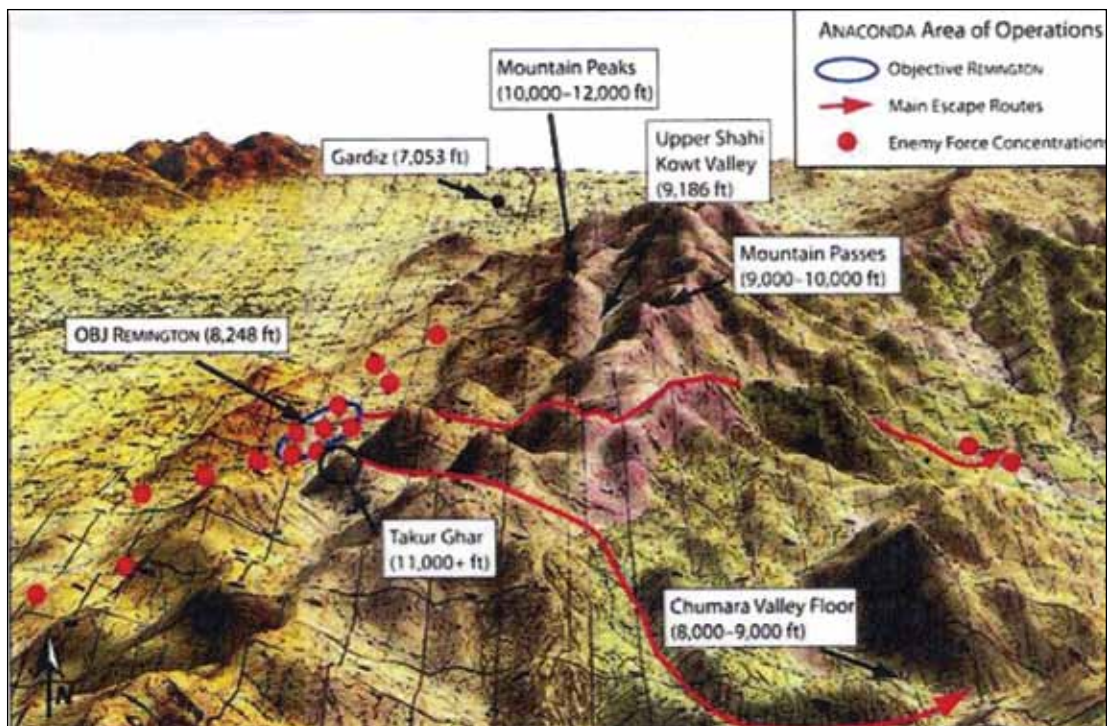 ANACONDA Area of Operations
Objective REMINGTON
Main Escape Routes
Enemy Force Concentrations
Mountain Peaks
(10,000–12,000 ft)
Gardiz (7,053 ft)
Upper Shahi
Kowt Valley
(9,186 ft)
Mountain Passes
(9,000–10,000 ft)
OBJ REMINGTON (8,248 ft)
Takur Ghar
(11,000+ ft)
Chumara Valley Floor
(8,000–9,000 ft)
N